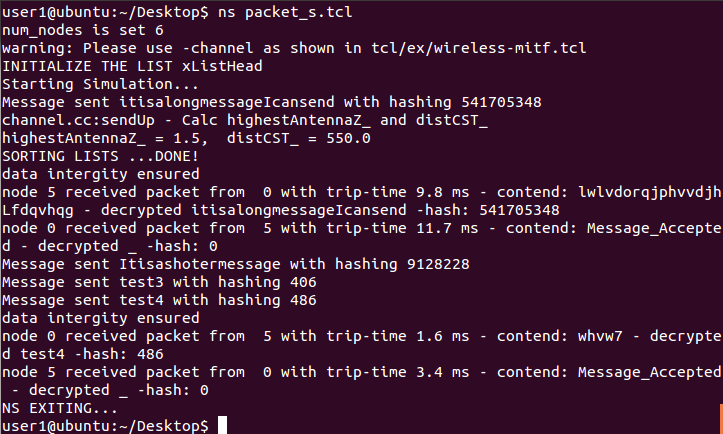 user1@ubuntu:~/Desktop$ ns packet_s.tcl
num_nodes is set 6
warning: Please use -channel as shown in tcl/ex/wireless-mitf.tcl
INITIALIZE THE LIST xListHead
Starting Simulation...
Message sent itisalongmessageIcansend with hashing 541705348
channel.cc:sendUp - Calc highestAntennaZ_ and distCST_
highestAntennaZ_ = 1.5,  distCST_ = 550.0
SORTING LISTS ...DONE!
data intergity ensured
node 5 received packet from  0 with trip-time 9.8 ms - contend: lwlvdorqjphvvdjh
Lfdqvhqg - decrypted itisalongmessageIcansend -hash: 541705348
node 0 received packet from  5 with trip-time 11.7 ms - contend: Message_Accepte
d - decrypted _ -hash: 0
Message sent Itisashotermessage with hashing 9128228
Message sent test3 with hashing 406
Message sent test4 with hashing 486
data intergity ensured
node 0 received packet from  5 with trip-time 1.6 ms - contend: whvw7 - decrypte
d test4 -hash: 486
node 5 received packet from  0 with trip-time 3.4 ms - contend: Message_Accepted
 - decrypted _ -hash: 0
NS EXITING...
user1@ubuntu:~/Desktop$